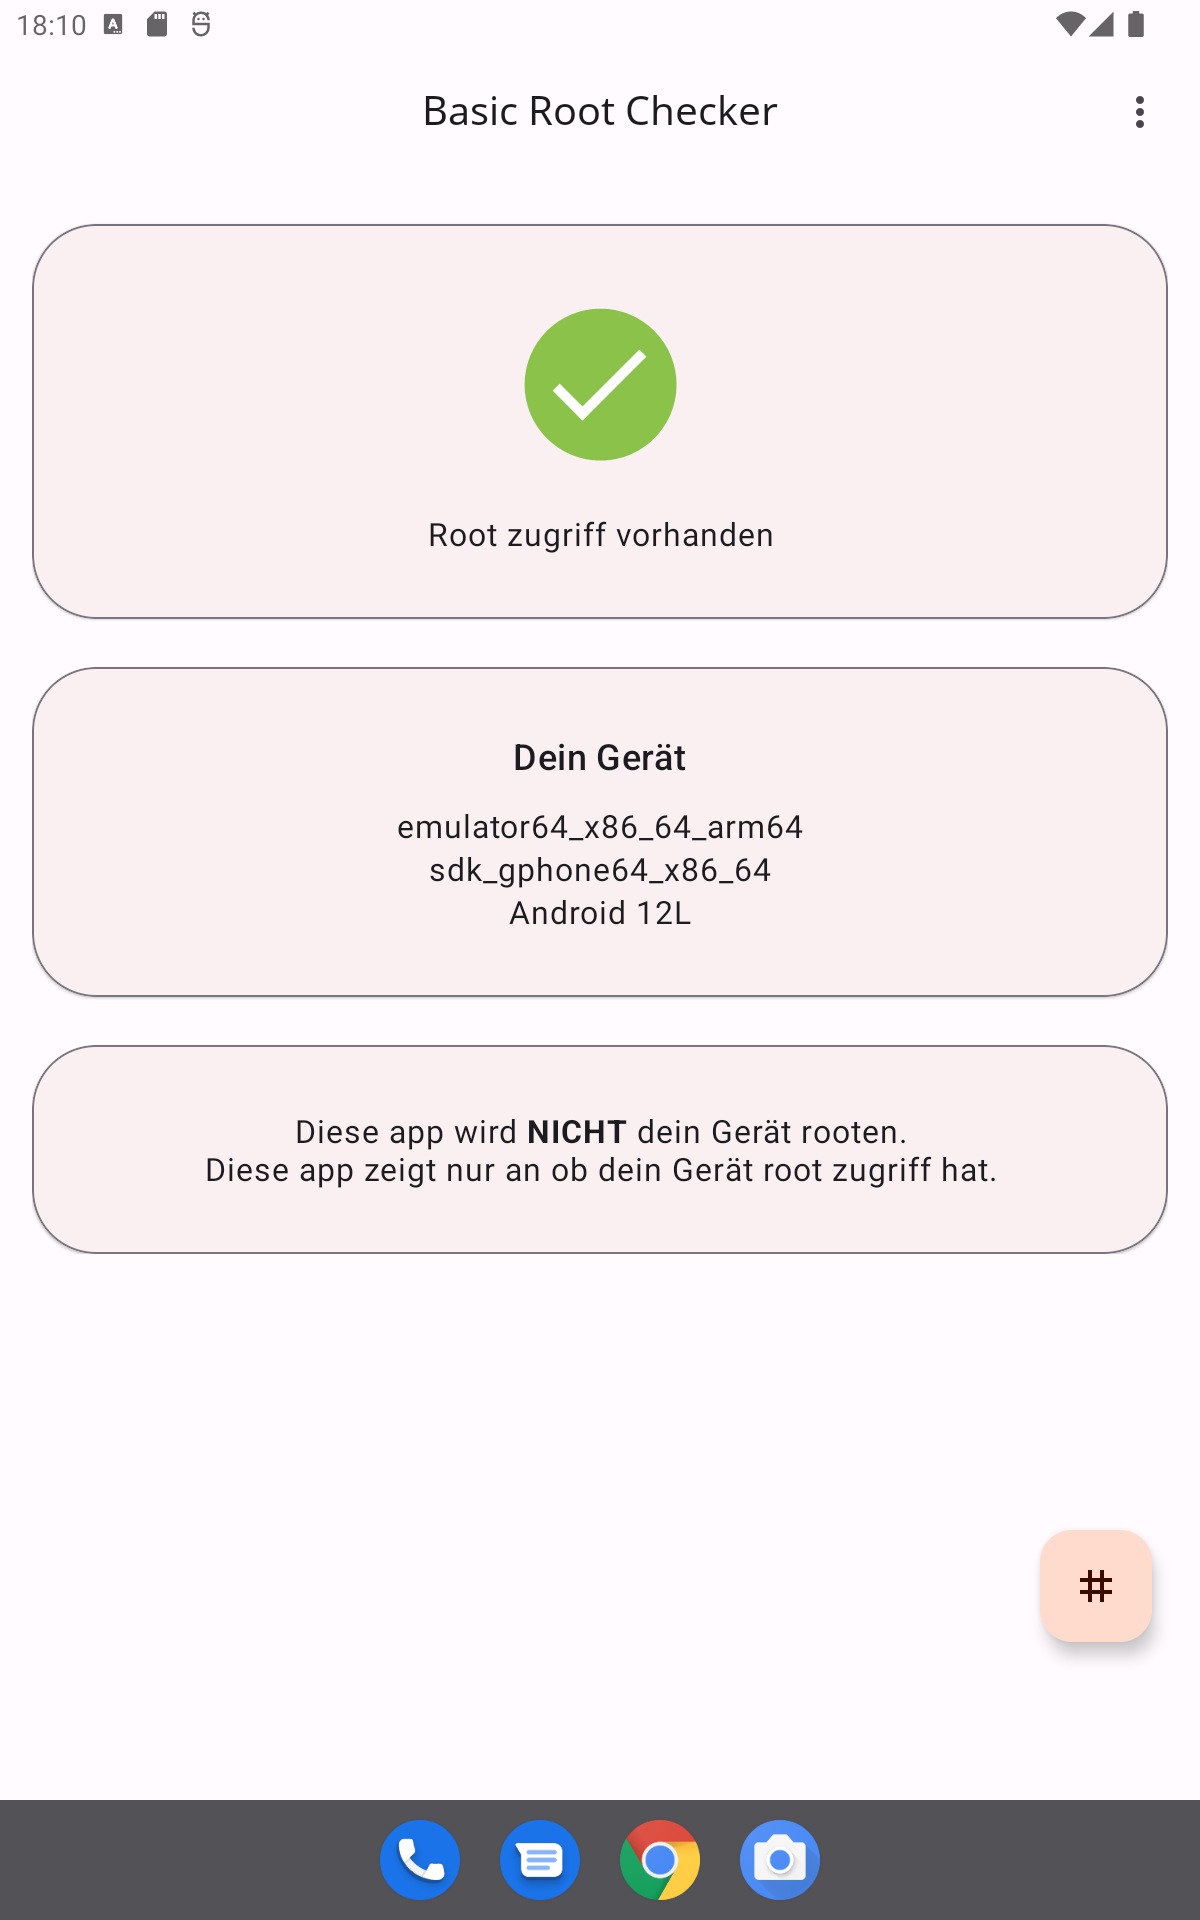 18:10
Basic Root Checker
Root zugriff vorhanden
Dein Gerät
emulator64_x86_64_arm64
sdk_gphone64_x86_64
Android 12L
Diese app wird NICHT dein Gerät rooten.
Diese app zeigt nur an ob dein Gerät root zugriff hat.
#